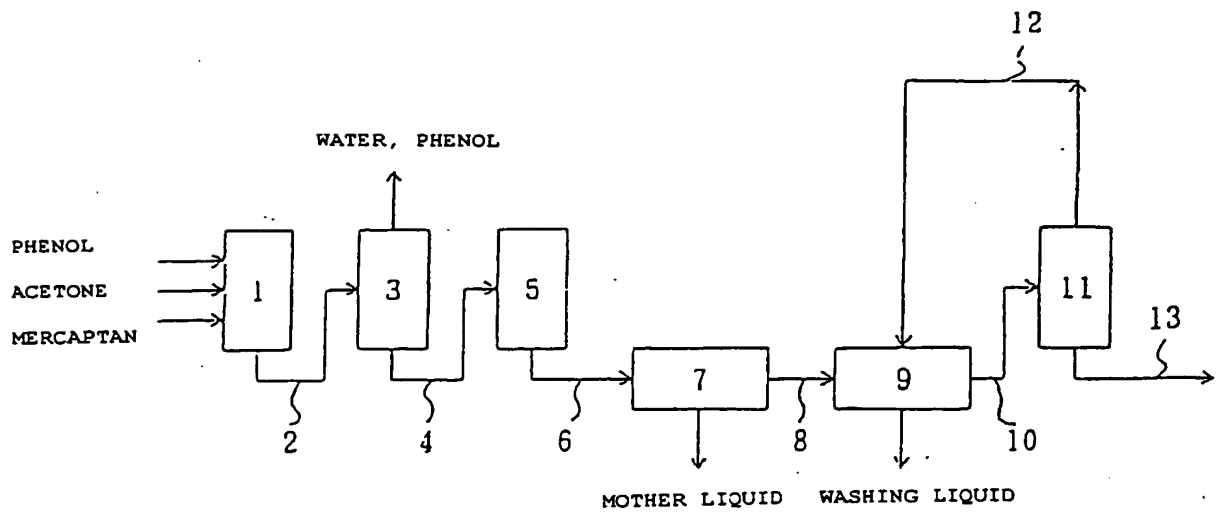 12
WATER, PHENOL
PHENOL
ACETONE
MERCAPTAN
1
3
5
11
13
7
9
2
4
6
8
10
MOTHER LIQUID
WASHING LIQUID